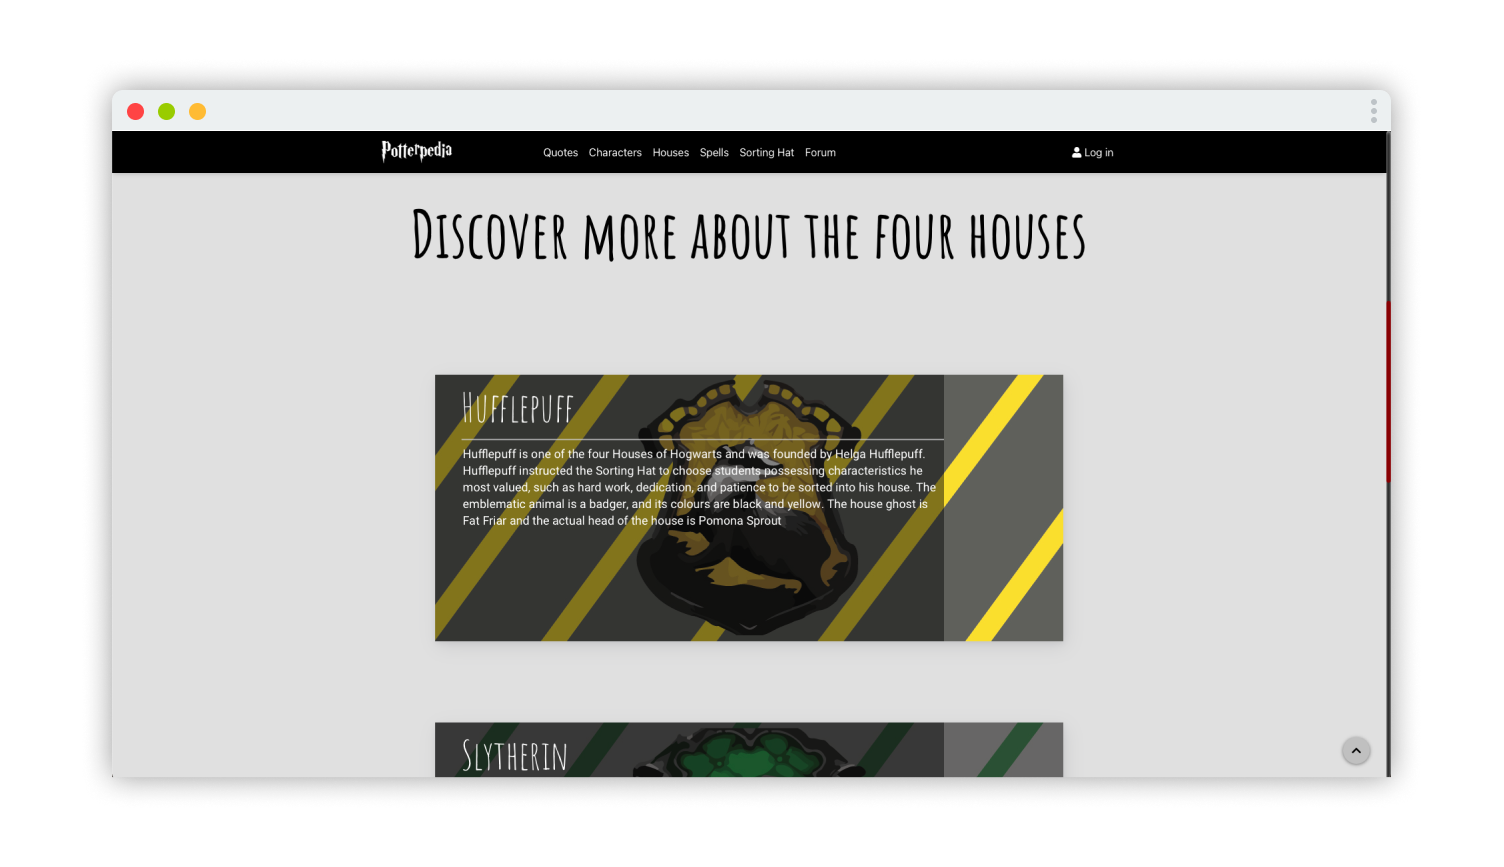 Potterpedia
Quotes Characters Houses Spells Sorting Hat Forum
Log in
Discover more about the four houses
Hufflepuff
Hufflepuff is one of the four Houses of Hogwarts and was founded by Helga Hufflepuff.
Hufflepuff instructed the Sorting Hat to choose students possessing characteristics he
most valued, such as hard work, dedication, and patience to be sorted into his house. The
emblematic animal is a badger, and its colours are black and yellow. The house ghost is
Fat Friar and the actual head of the house is Pomona Sprout
Slytherin